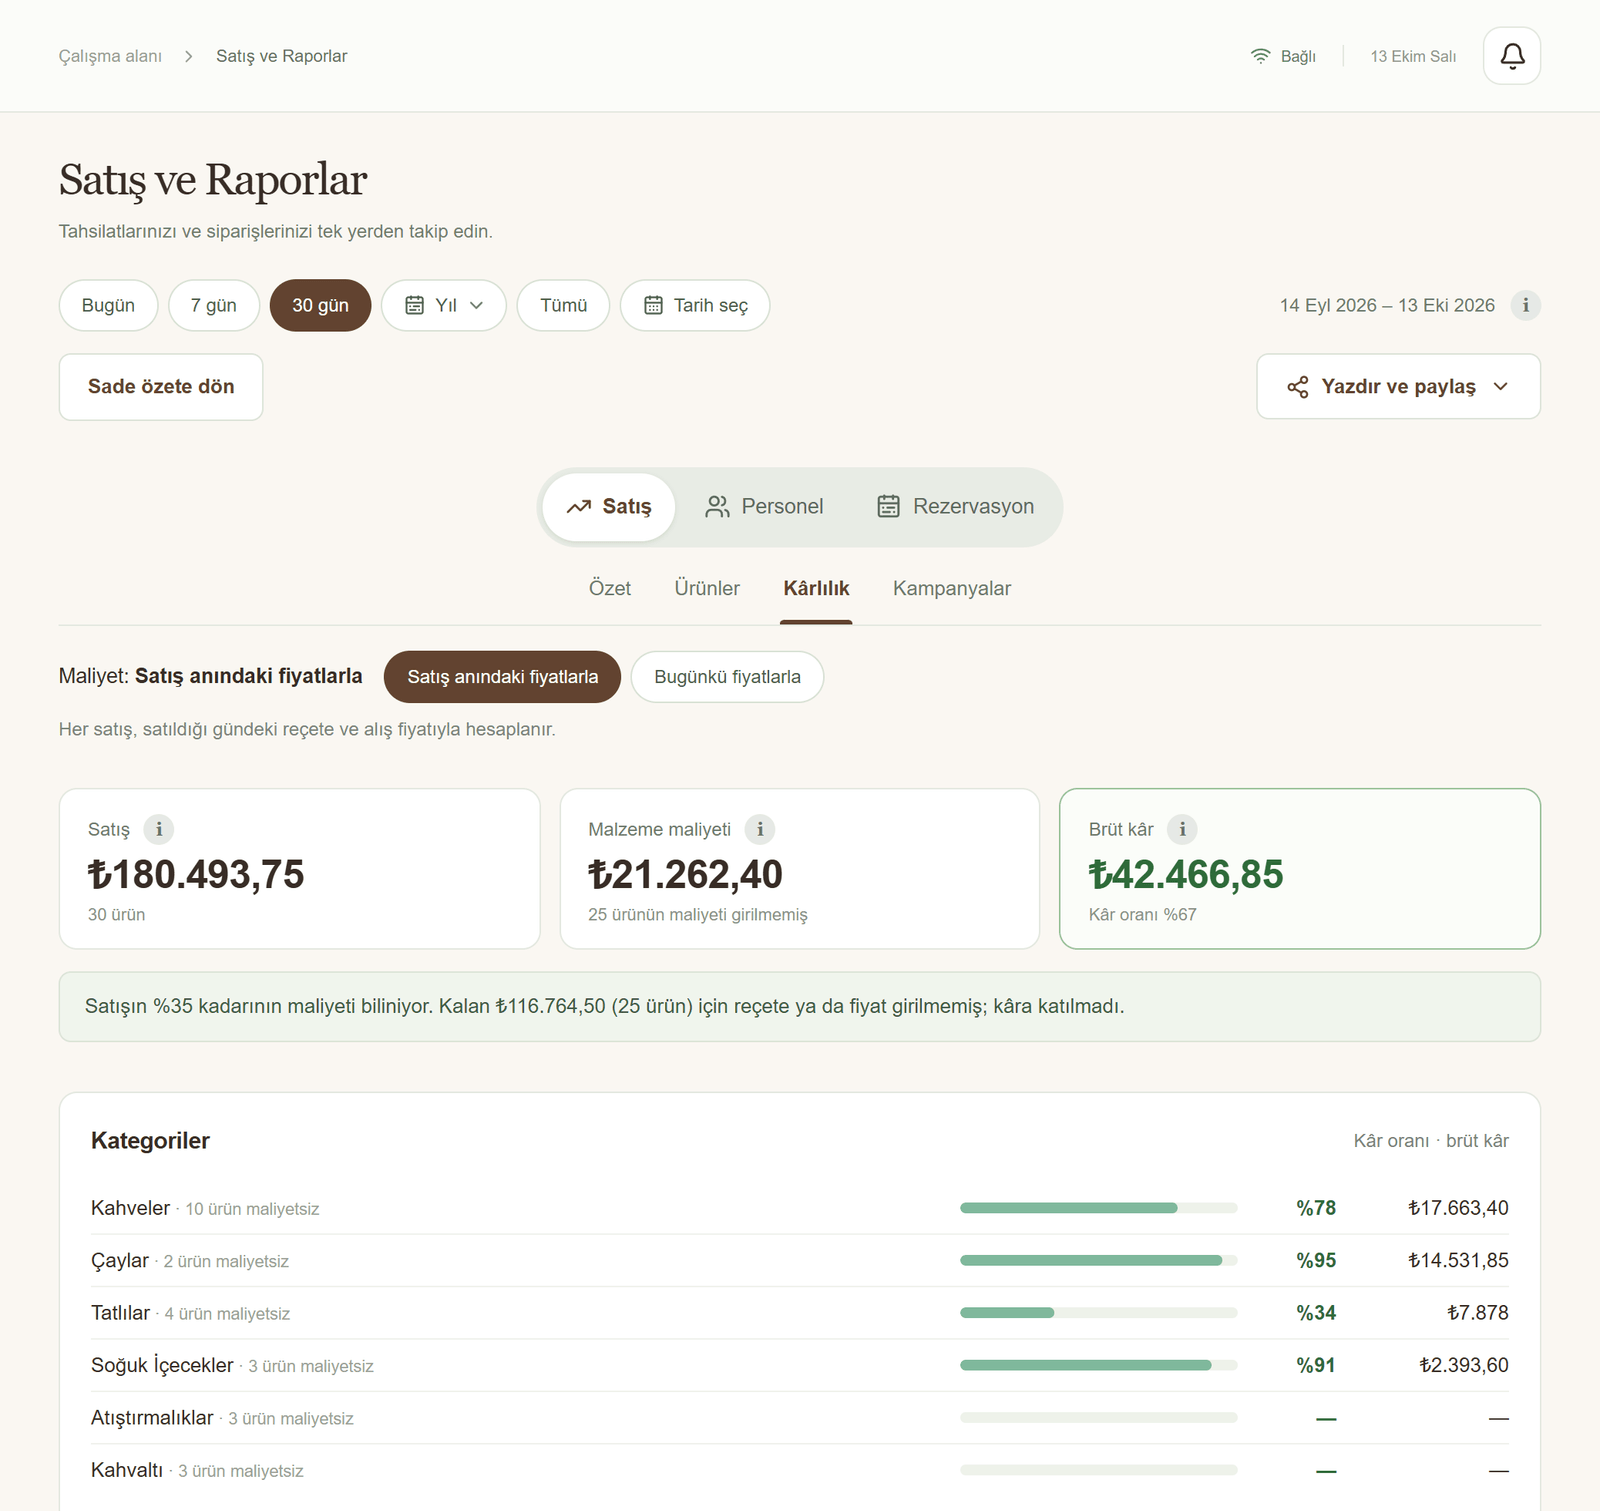 Çalışma alanı > Satış ve Raporlar
Bağlı
13 Ekim Salı
Satış ve Raporlar
Tahsilatlarınızı ve siparişlerinizi tek yerden takip edin.
Bugün 7 gün 30 gün Yıl Tümü Tarih seç
14 Eyl 2026 – 13 Eki 2026 i
Sade özete dön
Yazdır ve paylaş
Satış Personel Rezervasyon
Özet Ürünler Kârlılık Kampanyalar
Maliyet: Satış anındaki fiyatlarla Satış anındaki fiyatlarla Bugünkü fiyatlarla
Her satış, satıldığı gündeki reçete ve alış fiyatıyla hesaplanır.
Satış i
₺180.493,75
30 ürün
Malzeme maliyeti i
₺21.262,40
25 ürünün maliyeti girilmemiş
Brüt kâr i
₺42.466,85
Kâr oranı %67
Satışın %35 kadarının maliyeti biliniyor. Kalan ₺116.764,50 (25 ürün) için reçete ya da fiyat girilmemiş; kâra katılmadı.
Kategoriler
Kâr oranı · brüt kâr
Kahveler · 10 ürün maliyetsiz %78 ₺17.663,40
Çaylar · 2 ürün maliyetsiz %95 ₺14.531,85
Tatlılar · 4 ürün maliyetsiz %34 ₺7.878
Soğuk İçecekler · 3 ürün maliyetsiz %91 ₺2.393,60
Atıştırmalıklar · 3 ürün maliyetsiz — —
Kahvaltı · 3 ürün maliyetsiz — —